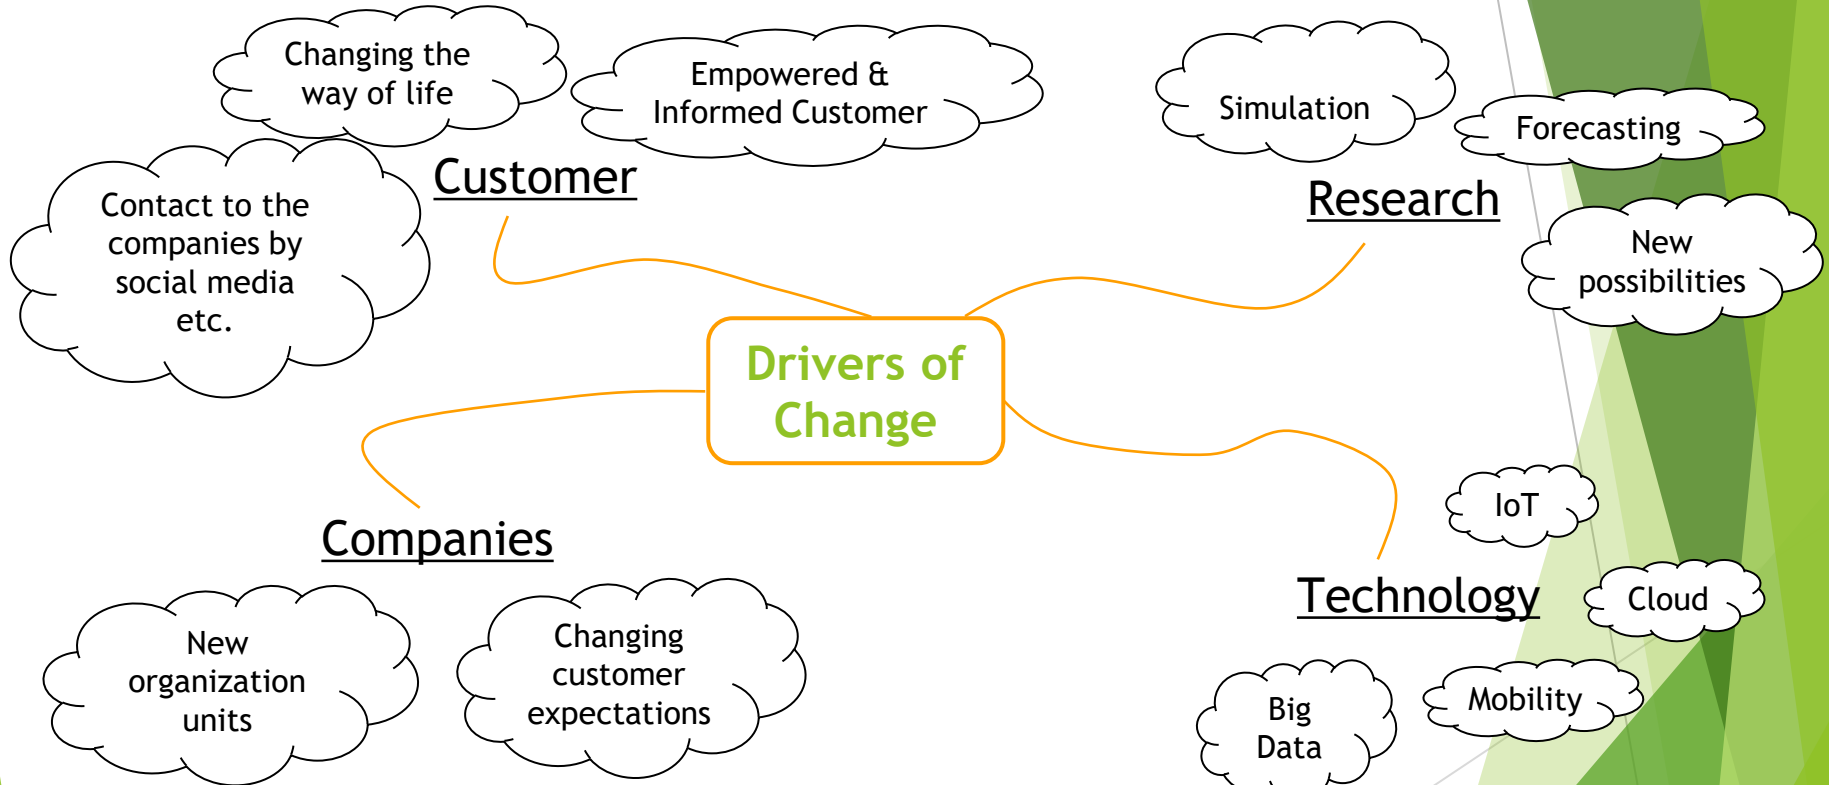 Changing the
way of life
Empowered &
Informed Customer
Contact to the
companies by
social media
etc.
Customer
Simulation
Forecasting
New
possibilities
Research
Drivers of
Change
Companies
New
organization
units
Changing
customer
expectations
IoT
Technology
Cloud
Mobility
Big
Data